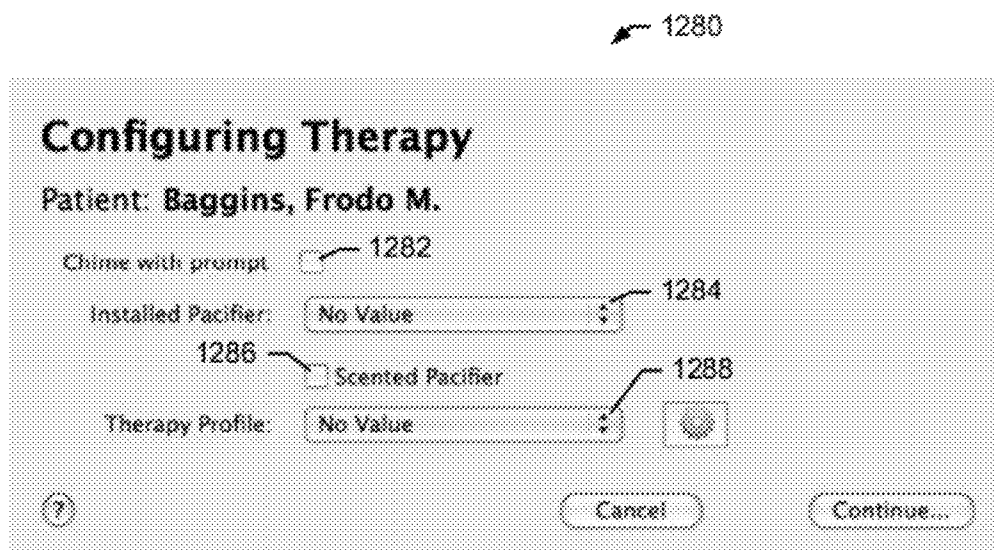 1280
Configuring Therapy
Patient: Baggins, Frodo M.
Chime with prompt 1282
1284
Installed Pacifier: No Value
1286 Scented Pacifier
1288
Therapy Profile: No Value
? Cancel Continue...